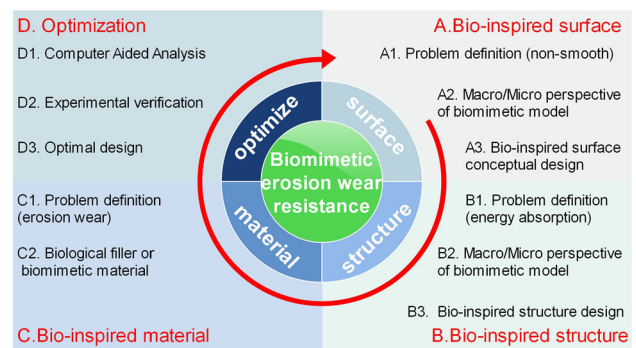 D. Optimization
D1. Computer Aided Analysis
D2. Experimental verification
D3. Optimal design
A.Bio-inspired surface
A1. Problem definition (non-smooth)
A2. Macro/Micro perspective
of biomimetic model
A3. Bio-inspired surface
conceptual design
optimize
surface
Biomimetic
erosion wear
resistance
material
structure
C1. Problem definition
(erosion wear)
C2. Biological filler or
biomimetic material
C.Bio-inspired material
B1. Problem definition
(energy absorption)
B2. Macro/Micro perspective
of biomimetic model
B3. Bio-inspired structure design
B.Bio-inspired structure